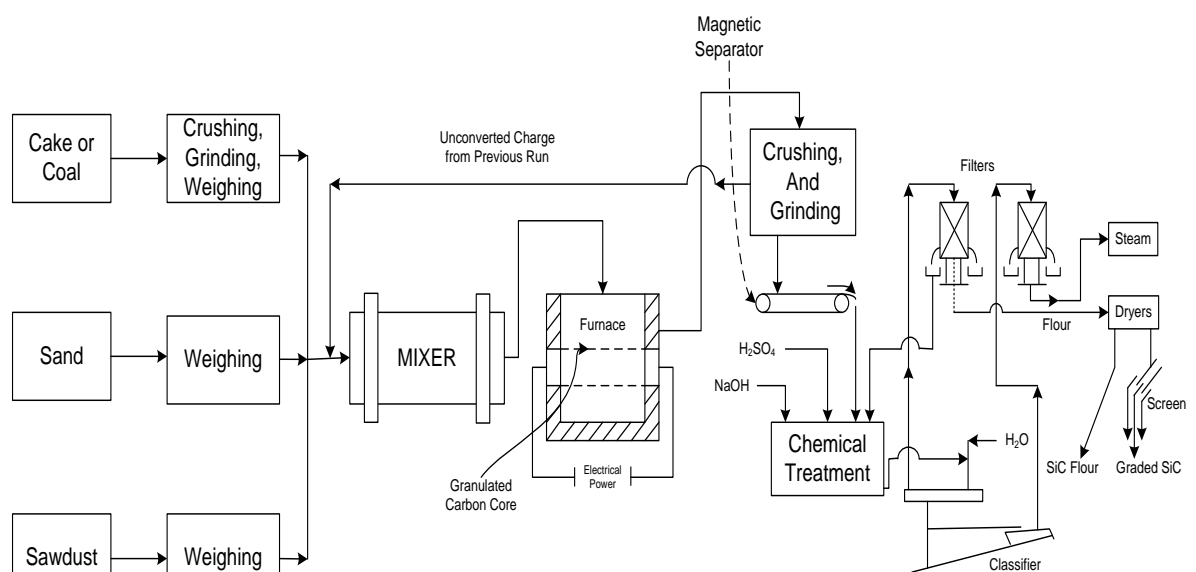 Magnetic
Separator
Cake or
Coal
Crushing,
Grinding,
Weighing
Unconverted Charge
from Previous Run
Crushing,
And
Grinding
Filters
Steam
Sand
Weighing
MIXER
Furnace
Flour
Dryers
H₂SO₄
NaOH
Screen
Chemical
Treatment
H₂O
SiC Flour
Graded SiC
Electrical
Power
Granulated
Carbon Core
Sawdust
Weighing
Classifier